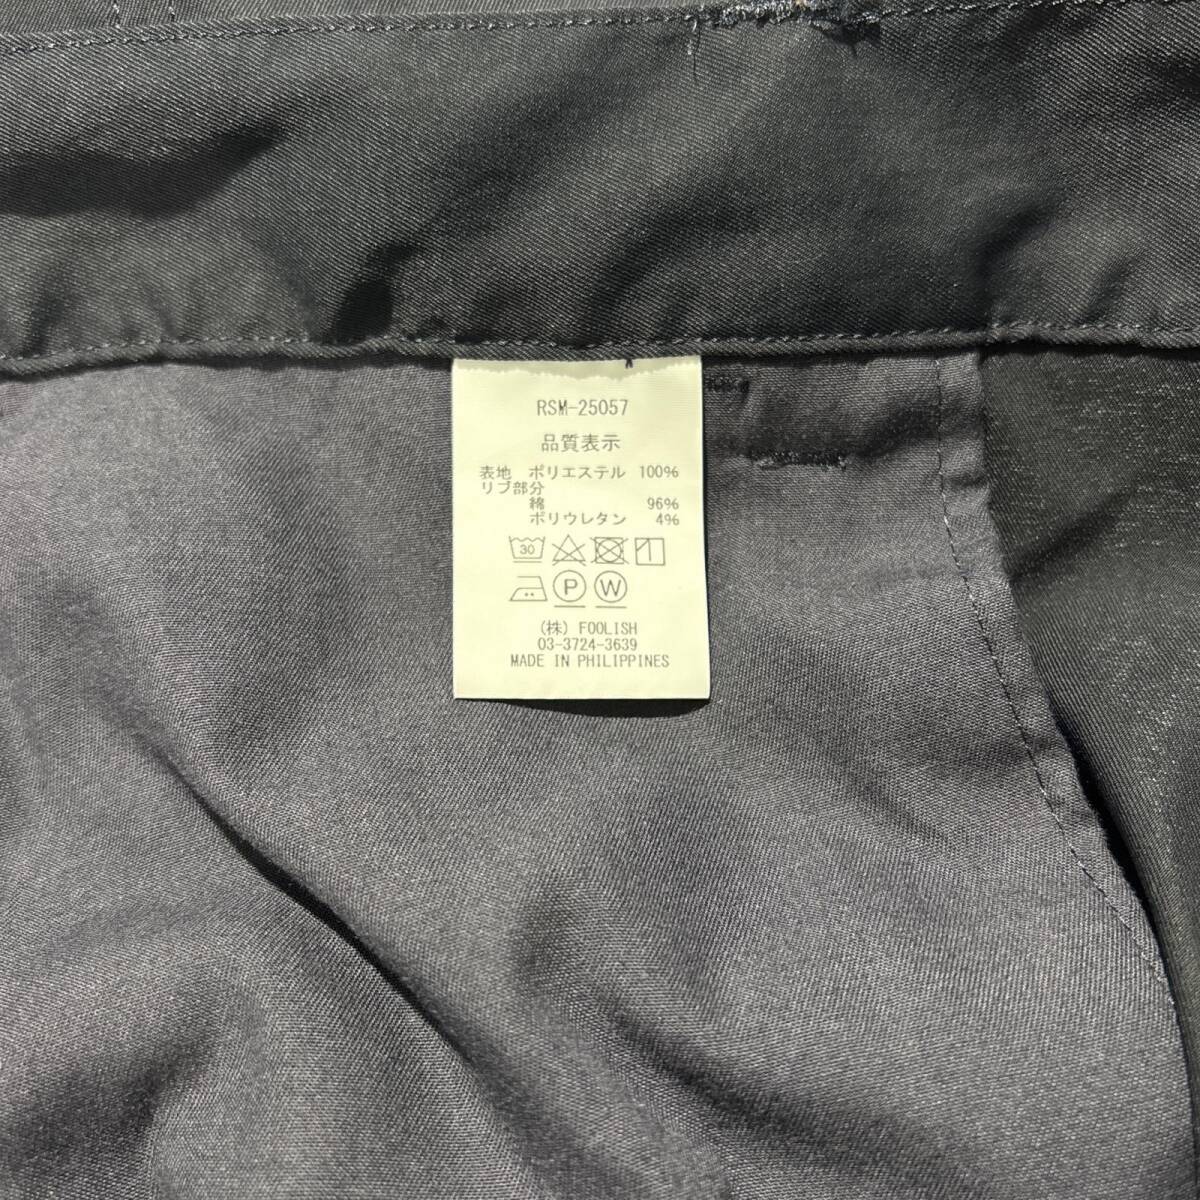 RSM-25057
品質表示
表地 ポリエステル 100%
リブ部分
綿 96%
ポリウレタン 4%
30
P W
(株) FOOLISH
03-3724-3639
MADE IN PHILIPPINES